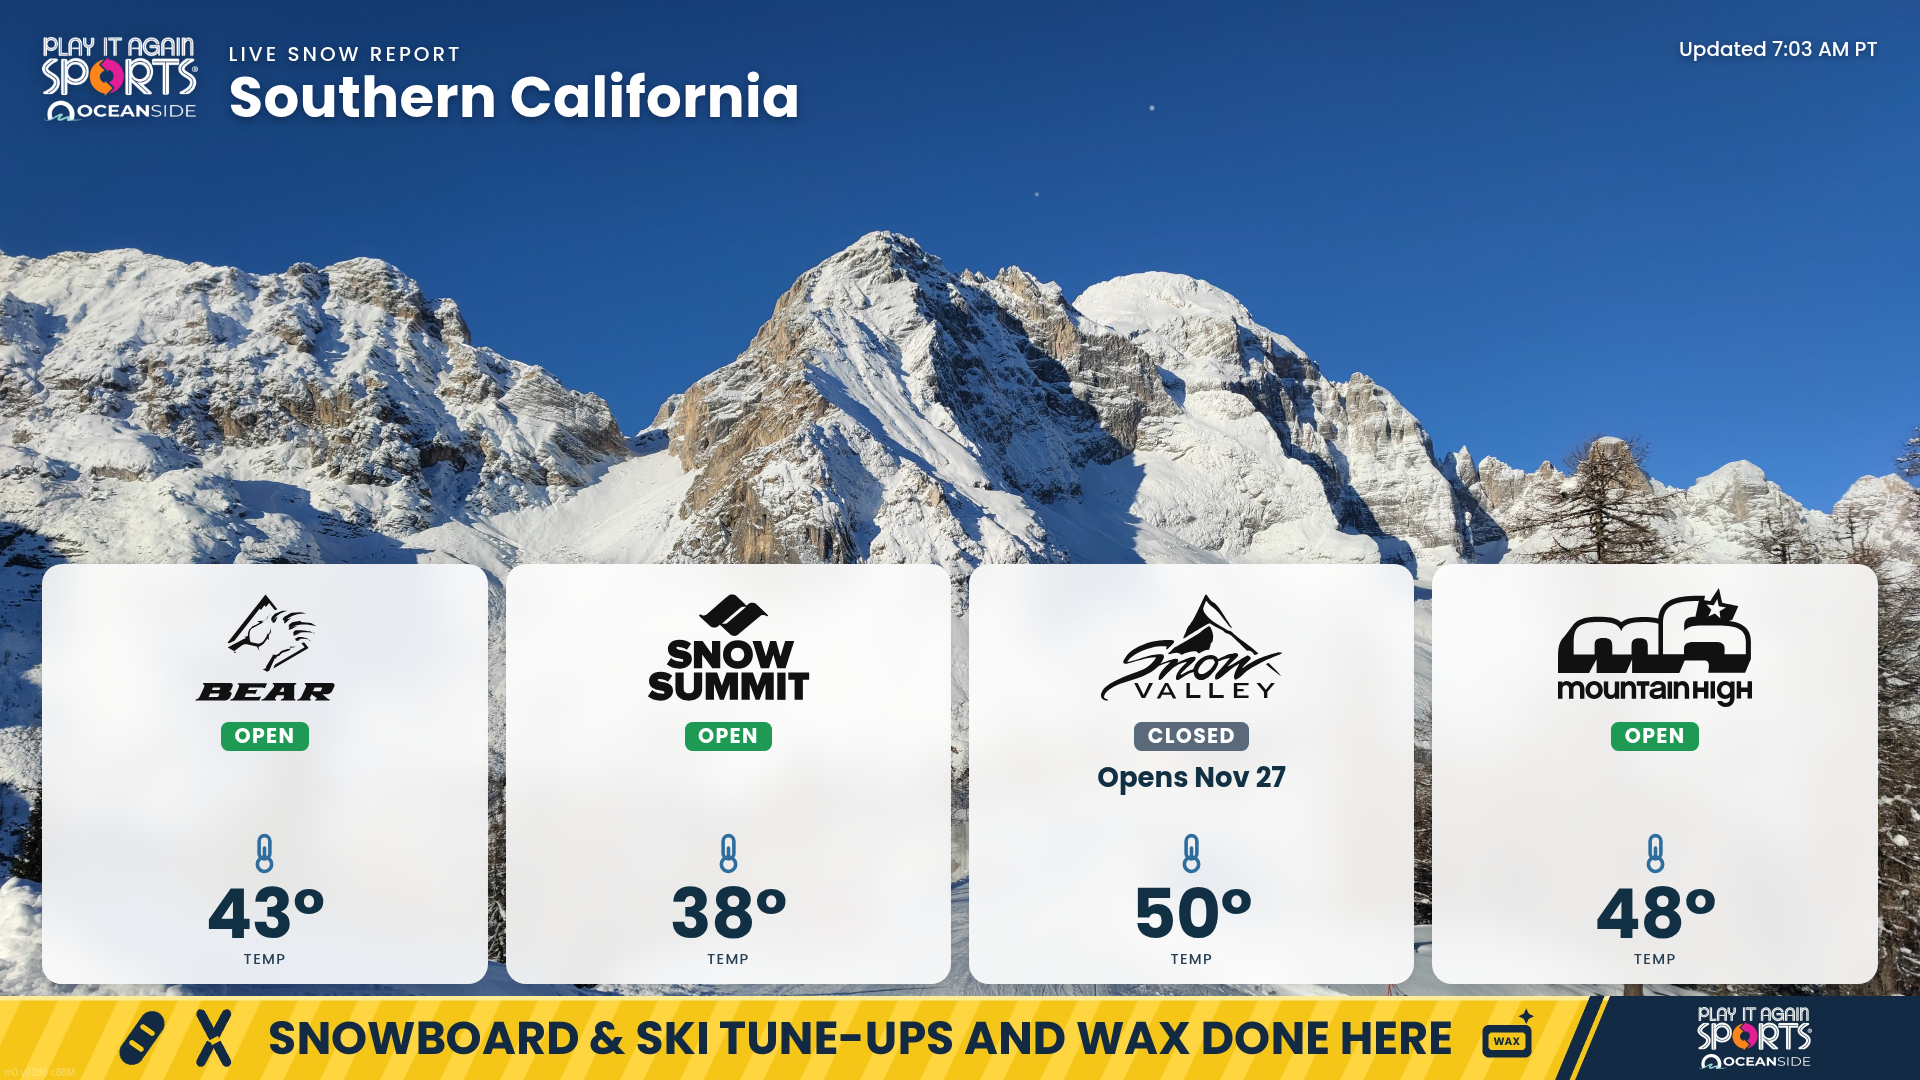 PLAY IT AGAIN
SPORTS
OCEANSIDE
LIVE SNOW REPORT
Southern California
Updated 7:03 AM PT
BEAR
OPEN
43°
TEMP
SNOW
SUMMIT
OPEN
38°
TEMP
Snow
VALLEY
CLOSED
Opens Nov 27
50°
TEMP
mh
mountain high
OPEN
48°
TEMP
SNOWBOARD & SKI TUNE-UPS AND WAX DONE HERE
WAX
PLAY IT AGAIN
SPORTS
OCEANSIDE